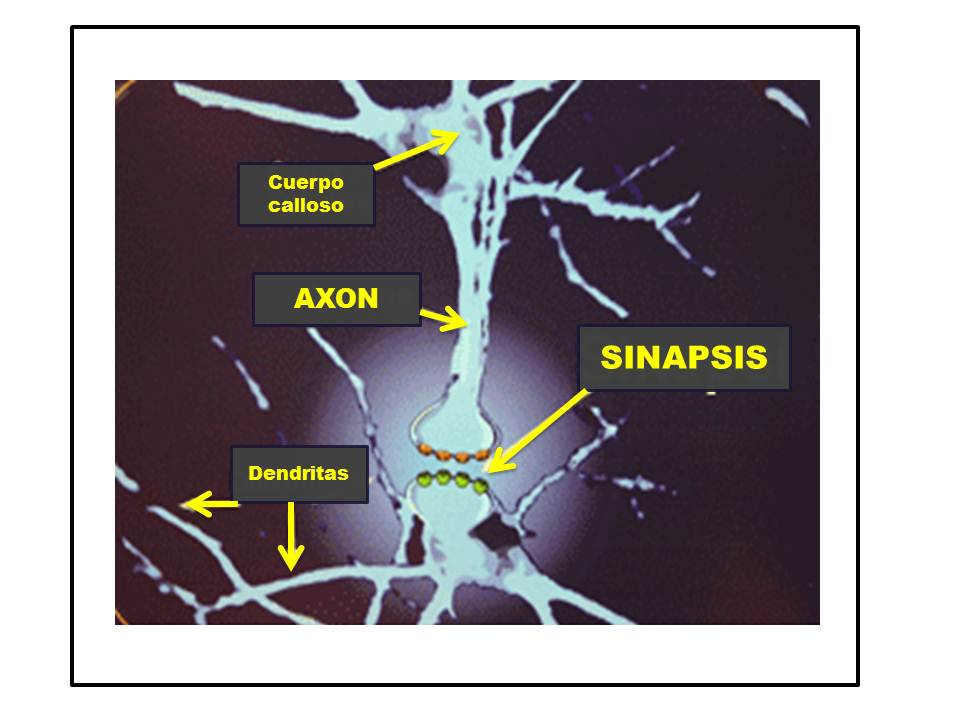 Cuerpo
calloso
AXON
SINAPSIS
Dendritas